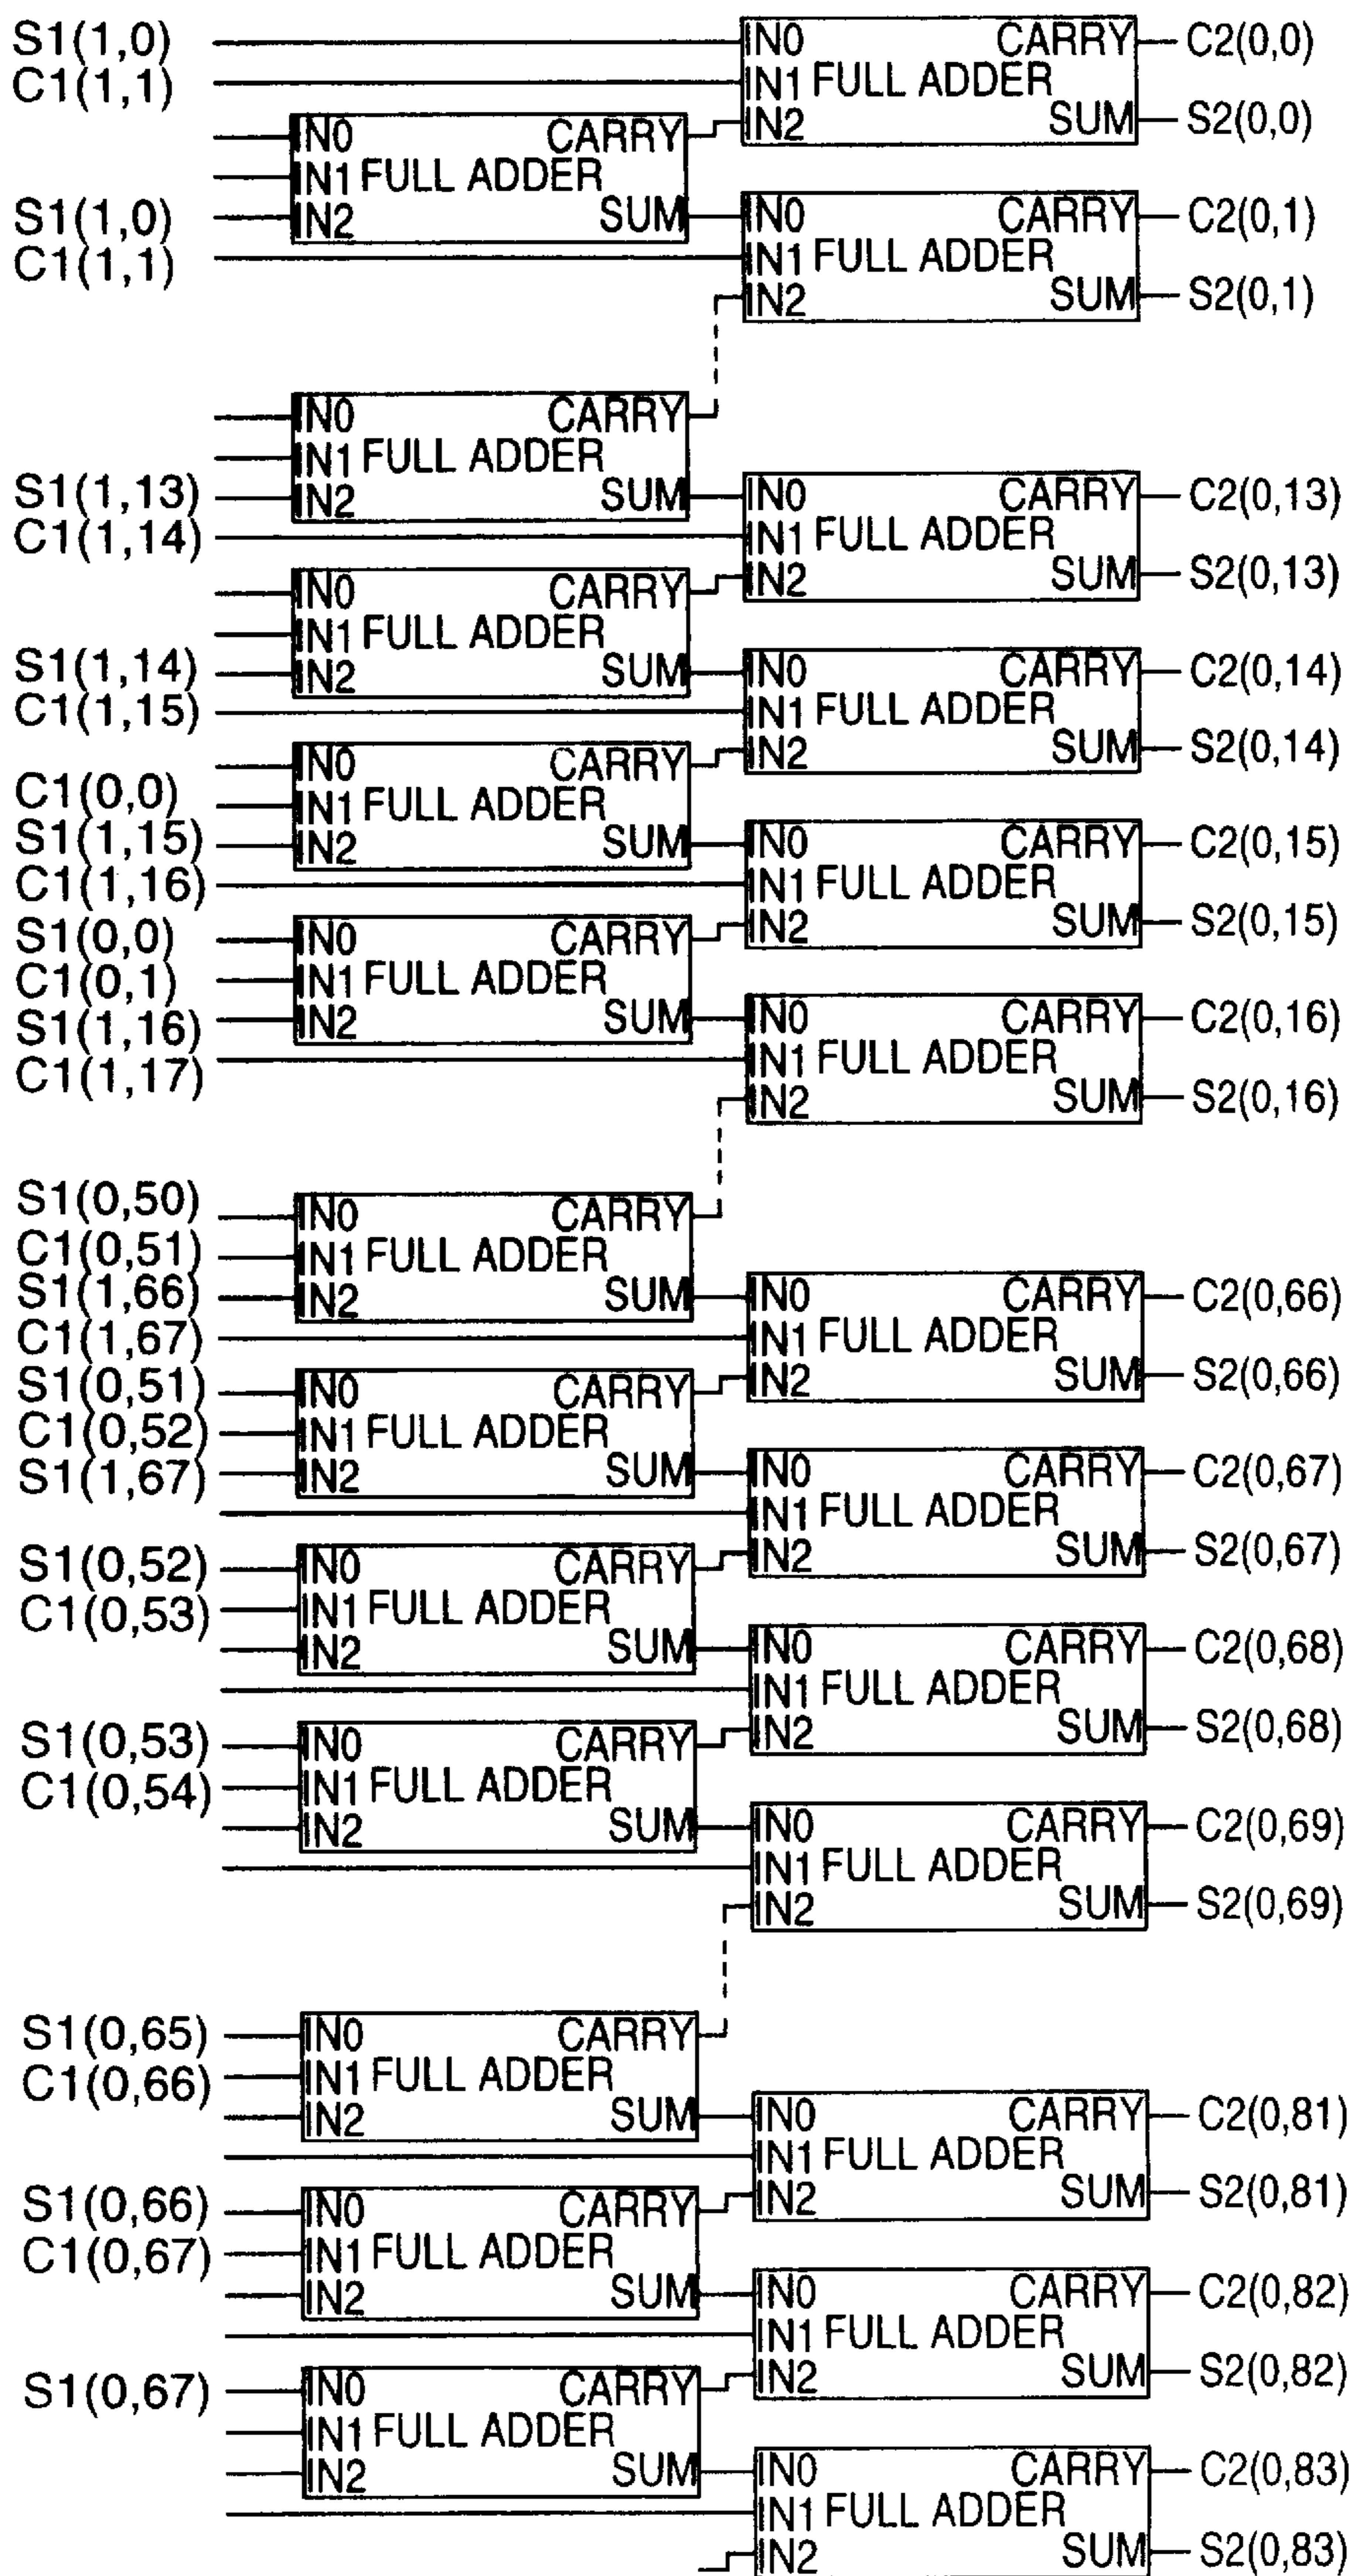 S1(1,0)
C1(1,1)
IN0 CARRY
IN1 FULL ADDER
IN2 SUM
C2(0,0)
S2(0,0)
IN0 CARRY
IN1 FULL ADDER
IN2 SUM
S1(1,0)
C1(1,1)
IN0 CARRY
IN1 FULL ADDER
SUM
IN2
C2(0,1)
S2(0,1)
IN0 CARRY
IN1 FULL ADDER
IN2 SUM
S1(1,13)
C1(1,14)
IN0 CARRY
IN1 FULL ADDER
IN2 SUM
C2(0,13)
S2(0,13)
IN0 CARRY
IN1 FULL ADDER
IN2 SUM
S1(1,14)
C1(1,15)
IN0 CARRY
IN1 FULL ADDER
IN2 SUM
C2(0,14)
S2(0,14)
IN0 CARRY
IN1 FULL ADDER
IN2 SUM
C1(0,0)
S1(1,15)
C1(1,16)
IN0 CARRY
IN1 FULL ADDER
IN2 SUM
C2(0,15)
S2(0,15)
S1(0,0)
C1(0,1)
S1(1,16)
C1(1,17)
IN0 CARRY
IN1 FULL ADDER
IN2 SUM
IN0 CARRY
IN1 FULL ADDER
IN2 SUM
C2(0,16)
S2(0,16)
S1(0,50)
C1(0,51)
S1(1,66)
C1(1,67)
IN0 CARRY
IN1 FULL ADDER
IN2 SUM
IN0 CARRY
IN1 FULL ADDER
IN2 SUM
C2(0,66)
S2(0,66)
S1(0,51)
C1(0,52)
S1(1,67)
IN0 CARRY
IN1 FULL ADDER
IN2 SUM
IN0 CARRY
IN1 FULL ADDER
IN2 SUM
C2(0,67)
S2(0,67)
S1(0,52)
C1(0,53)
IN0 CARRY
IN1 FULL ADDER
IN2 SUM
IN0 CARRY
IN1 FULL ADDER
IN2 SUM
C2(0,68)
S2(0,68)
S1(0,53)
C1(0,54)
IN0 CARRY
IN1 FULL ADDER
IN2 SUM
IN0 CARRY
IN1 FULL ADDER
IN2 SUM
C2(0,69)
S2(0,69)
S1(0,65)
C1(0,66)
IN0 CARRY
IN1 FULL ADDER
IN2 SUM
IN0 CARRY
IN1 FULL ADDER
IN2 SUM
C2(0,81)
S2(0,81)
S1(0,66)
C1(0,67)
IN0 CARRY
IN1 FULL ADDER
IN2 SUM
IN0 CARRY
IN1 FULL ADDER
IN2 SUM
C2(0,82)
S2(0,82)
S1(0,67)
IN0 CARRY
IN1 FULL ADDER
IN2 SUM
IN0 CARRY
IN1 FULL ADDER
IN2 SUM
C2(0,83)
S2(0,83)